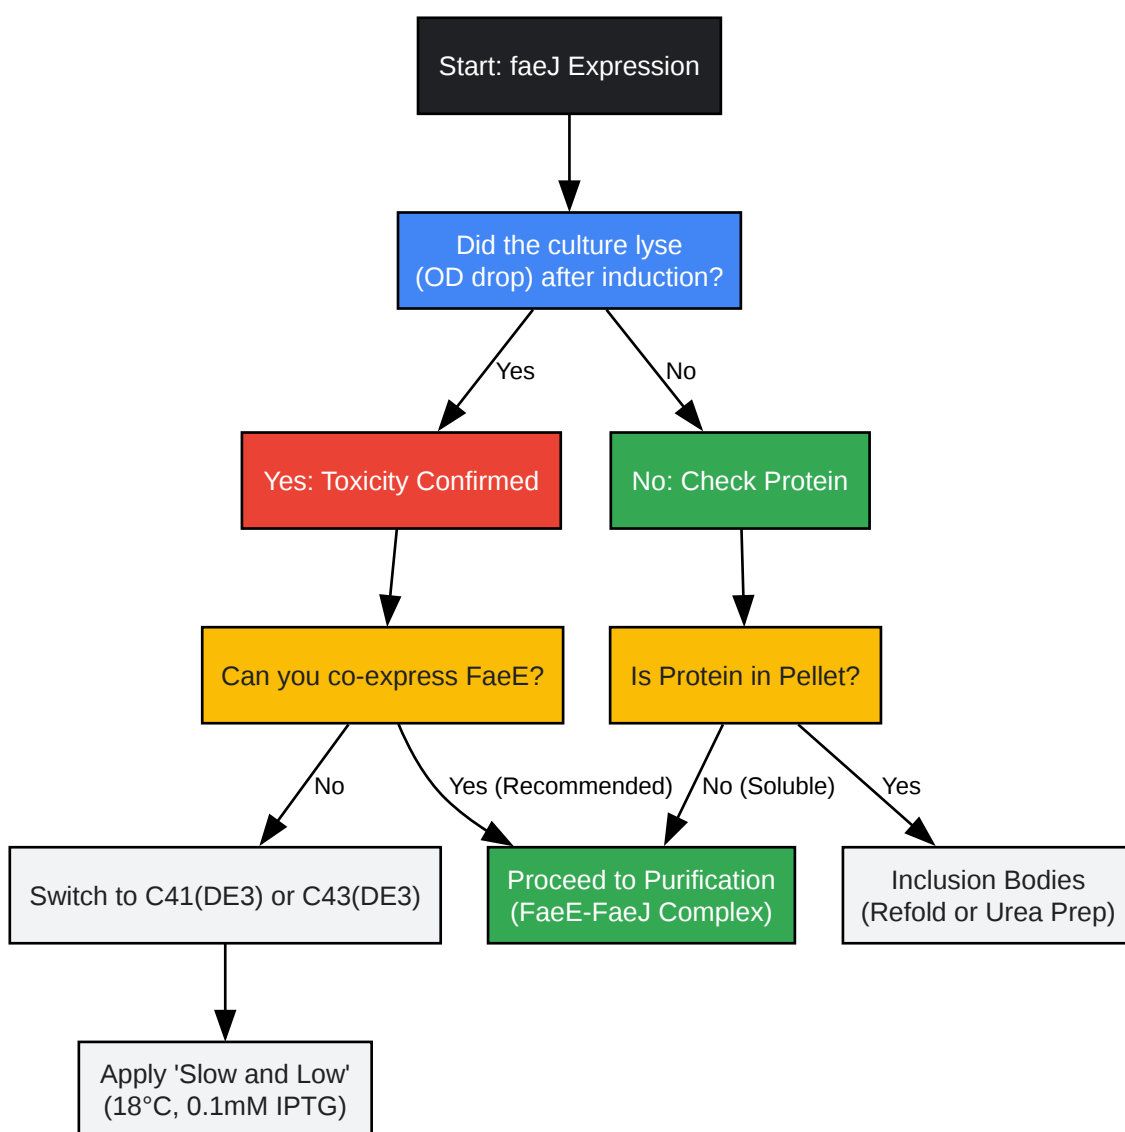 Start: faeJ Expression
Did the culture lyse
(OD drop) after induction?
Yes
No
Yes: Toxicity Confirmed
No: Check Protein
Can you co-express FaeE?
Is Protein in Pellet?
No
Yes (Recommended)
No (Soluble)
Yes
Switch to C41(DE3) or C43(DE3)
Proceed to Purification
(FaeE-FaeJ Complex)
Inclusion Bodies
(Refold or Urea Prep)
Apply 'Slow and Low'
(18°C, 0.1mM IPTG)